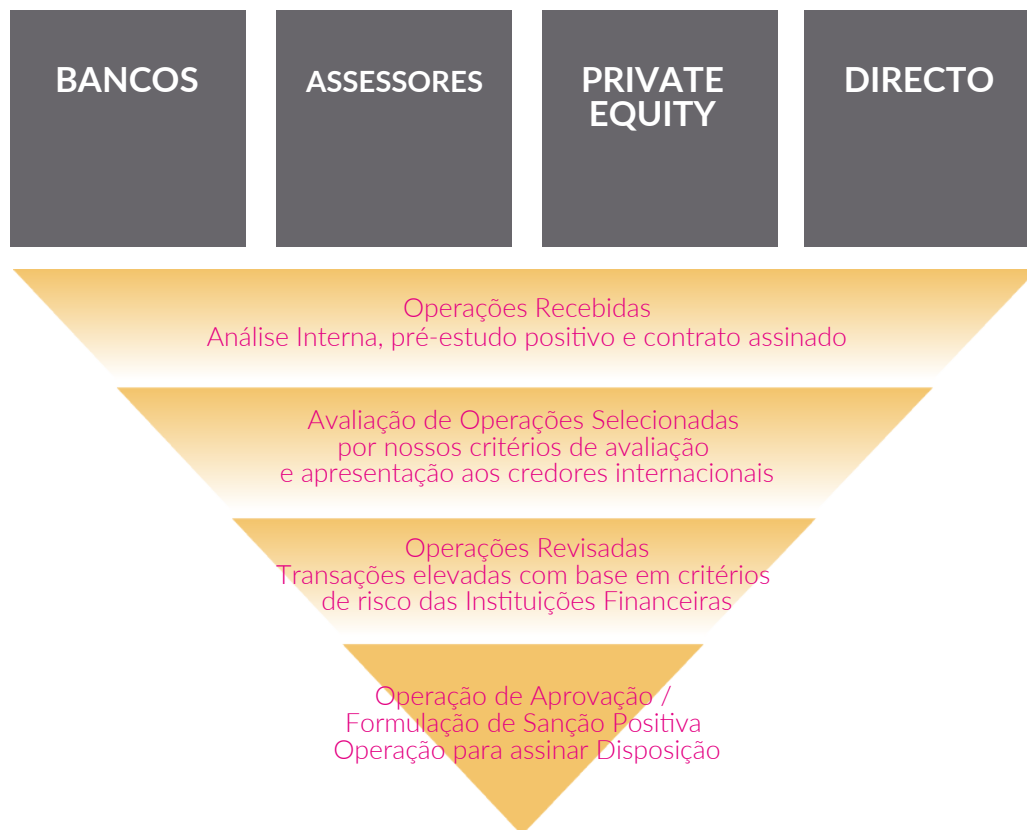 BANCOS
ASSESSORES
PRIVATE
EQUITY
DIRECTO
Operações Recebidas
Análise Interna, pré-estudo positivo e contrato assinado
Avaliação de Operações Selecionadas
por nossos critérios de avaliação
e apresentação aos credores internacionais
Operações Revisadas
Transações elevadas com base em critérios
de risco das Instituições Financeiras
Operação de Aprovação /
Formulação de Sanção Positiva
Operação para assinar Disposição